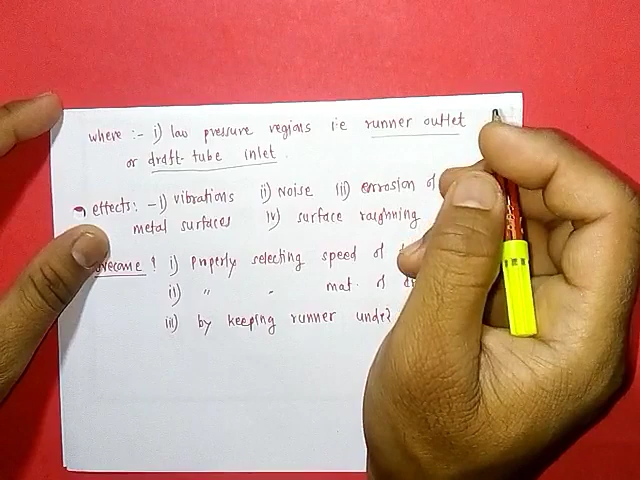 where :- i) low pressure regions i.e runner outlet
or draft-tube inlet.
effects: - i) vibrations ii) Noise iii) errosion of
metal surfaces iv) surface roughning
overcome ! i) Properly selecting speed of
ii) " " mat. of
iii) by keeping runner under